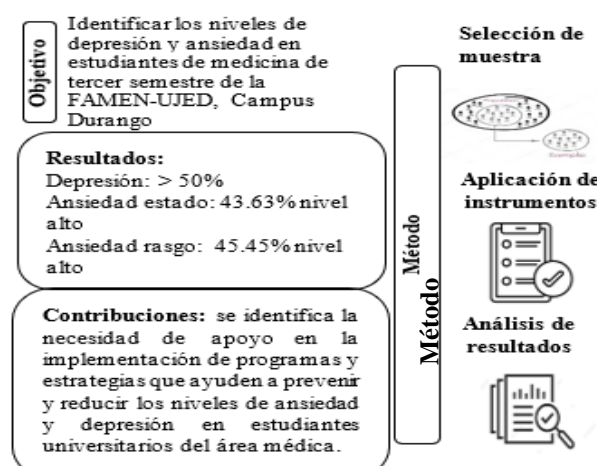 Objetivo
Identificar los niveles de
depresión y ansiedad en
estudiantes de medicina de
tercer semestre de la
FAMEN-UJED, Campus
Durango
Resultados:
Depresión: > 50%
Ansiedad estado: 43.63% nivel
alto
Ansiedad rasgo: 45.45% nivel
alto
Contribuciones: se identifica la
necesidad de apoyo en la
implementación de programas y
estrategias que ayuden a prevenir
y reducir los niveles de ansiedad
y depresión en estudiantes
universitarios del área médica.
Método
Método
Selección de
muestra
Aplicación de
instrumentos
Análisis de
resultados